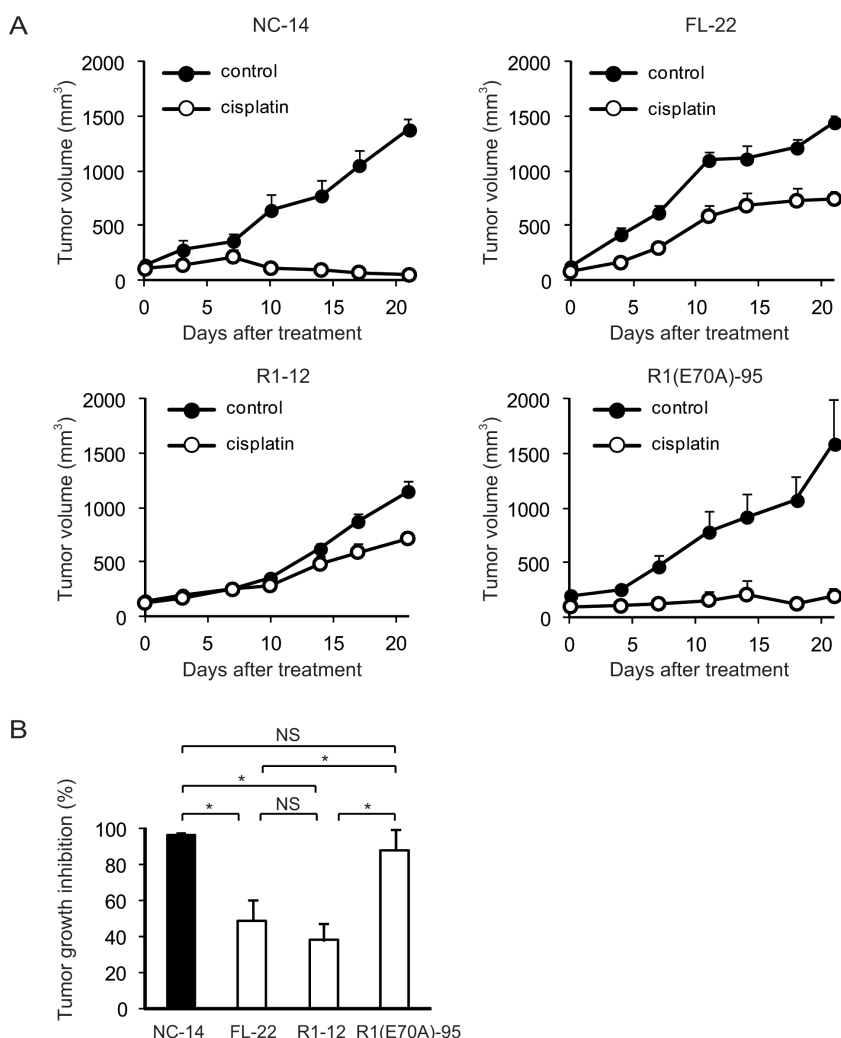 A
NC-14
Tumor volume (mm³)
2000
1500
1000
500
0
control
cisplatin
0 5 10 15 20
Days after treatment
FL-22
Tumor volume (mm³)
2000
1500
1000
500
0
control
cisplatin
0 5 10 15 20
Days after treatment
R1-12
Tumor volume (mm³)
2000
1500
1000
500
0
control
cisplatin
0 5 10 15 20
Days after treatment
R1(E70A)-95
Tumor volume (mm³)
2000
1500
1000
500
0
control
cisplatin
0 5 10 15 20
Days after treatment
B
NS
*
*
* NS *
Tumor growth inhibition (%)
100
80
60
40
20
0
NC-14 FL-22 R1-12 R1(E70A)-95